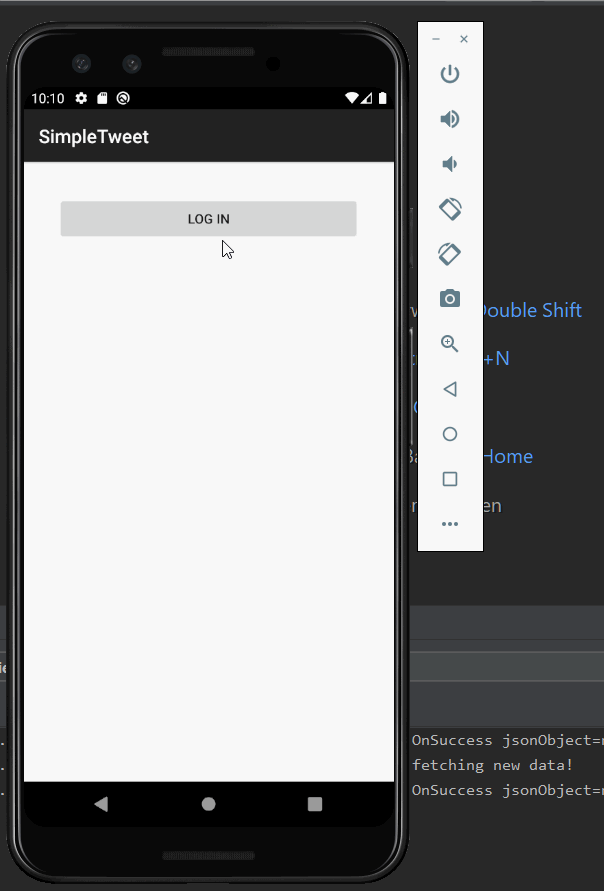 10:10
SimpleTweet
LOG IN
Double Shift
+N
Home
en
OnSuccess jsonObject=
fetching new data!
OnSuccess jsonObject=